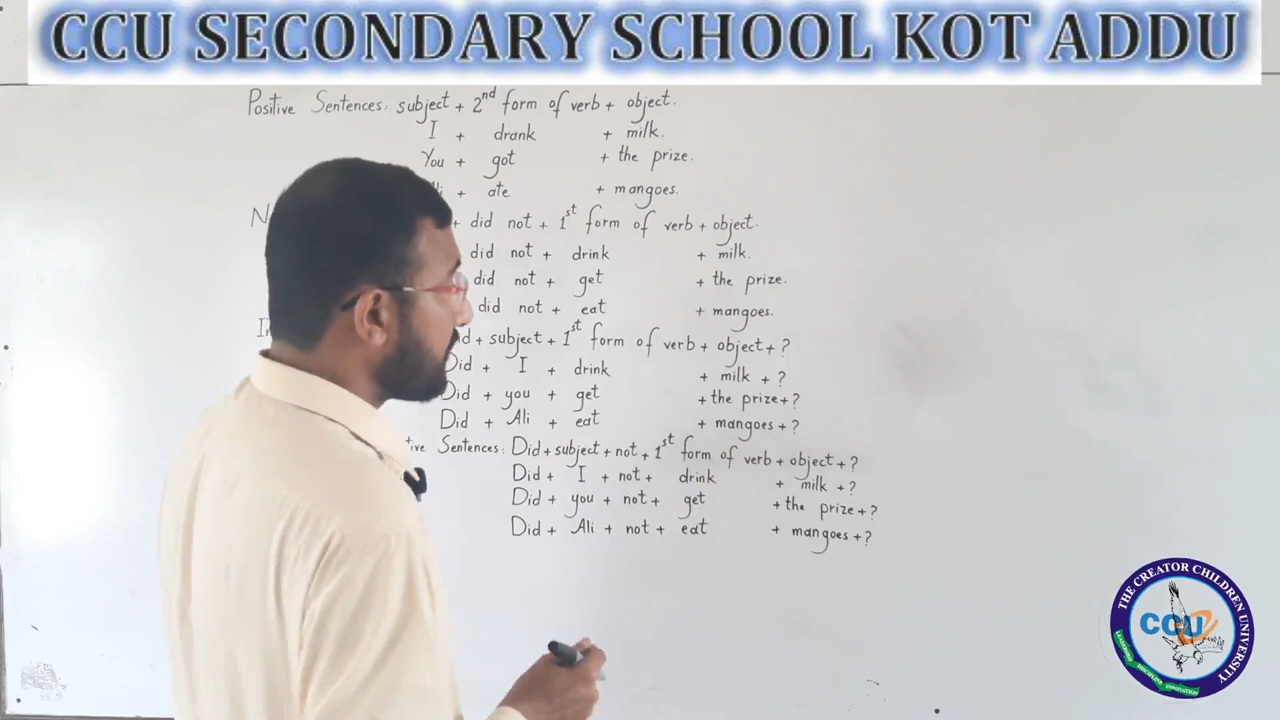 CCU SECONDARY SCHOOL KOT ADDU
Positive Sentences: subject + 2nd form of verb + object.
I + drank + milk.
You + got + the prize.
+ ate + mangoes.
+ did not + 1st form of verb + object.
did not + drink + milk.
did not + get + the prize.
did not + eat + mangoes.
+ subject + 1st form of verb + object + ?
Did + I + drink + milk + ?
Did + you + get + the prize + ?
Did + Ali + eat + mangoes + ?
Sentences: Did + subject + not + 1st form of verb + object + ?
Did + I + not + drink + milk + ?
Did + you + not + get + the prize + ?
Did + Ali + not + eat + mangoes + ?
THE CREATOR CHILDREN UNIVERSITY
CCU
LEADERSHIP DISCIPLINE INNOVATION